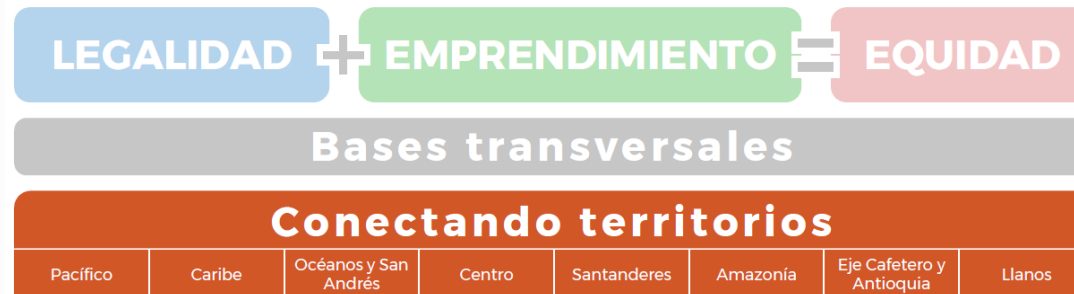 LEGALIDAD + EMPRENDIMIENTO = EQUIDAD
Bases transversales
Conectando territorios
Pacífico
Caribe
Océanos y San
Andrés
Centro
Santanderes
Amazonía
Eje Cafetero y
Antioquia
Llanos